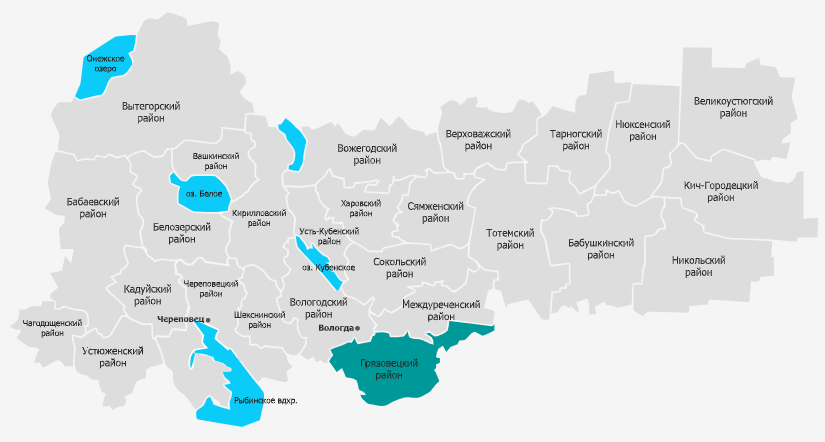 Онежское
озеро
Вытегорский
район
Великоустюгский
район
Нюксенский
район
Тарногский
район
Верховажский
район
Вожегодский
район
Вашкинский
район
оз. Белое
Кич-Городецкий
район
Бабаевский
район
Белозерский
район
Кирилловский
район
Харовский
район
Сямженский
район
Усть-Кубенский
район
Тотемский
район
Бабушкинский
район
Никольский
район
оз. Кубенское
Сокольский
район
Кадуйский
район
Череповецкий
район
Вологодский
район
Междуреченский
район
Шекснинский
район
Череповец
Вологда
Чагодощенский
район
Устюженский
район
Грязовецкий
район
Рыбинское вдхр.